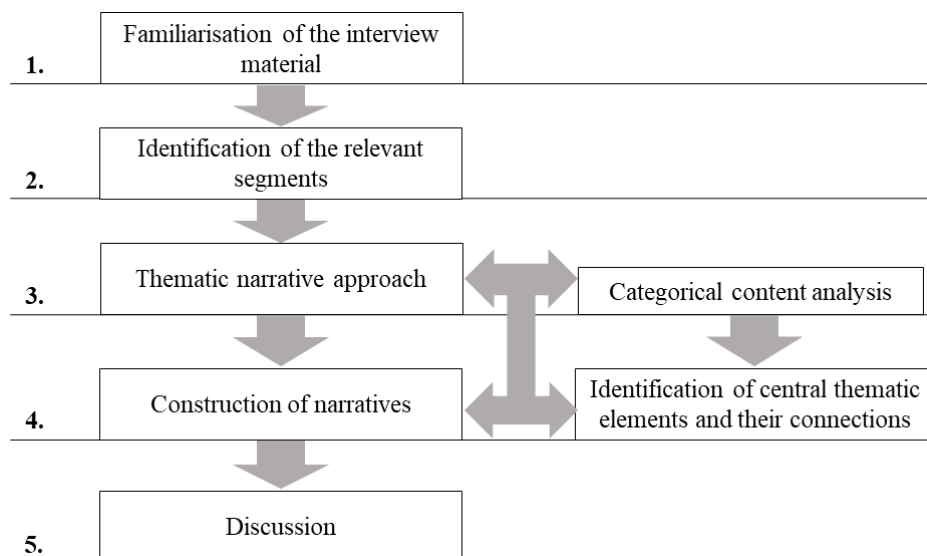 Familiarisation of the interview
material
1.
Identification of the relevant
segments
2.
Thematic narrative approach
Categorical content analysis
3.
Construction of narratives
Identification of central thematic
elements and their connections
4.
Discussion
5.